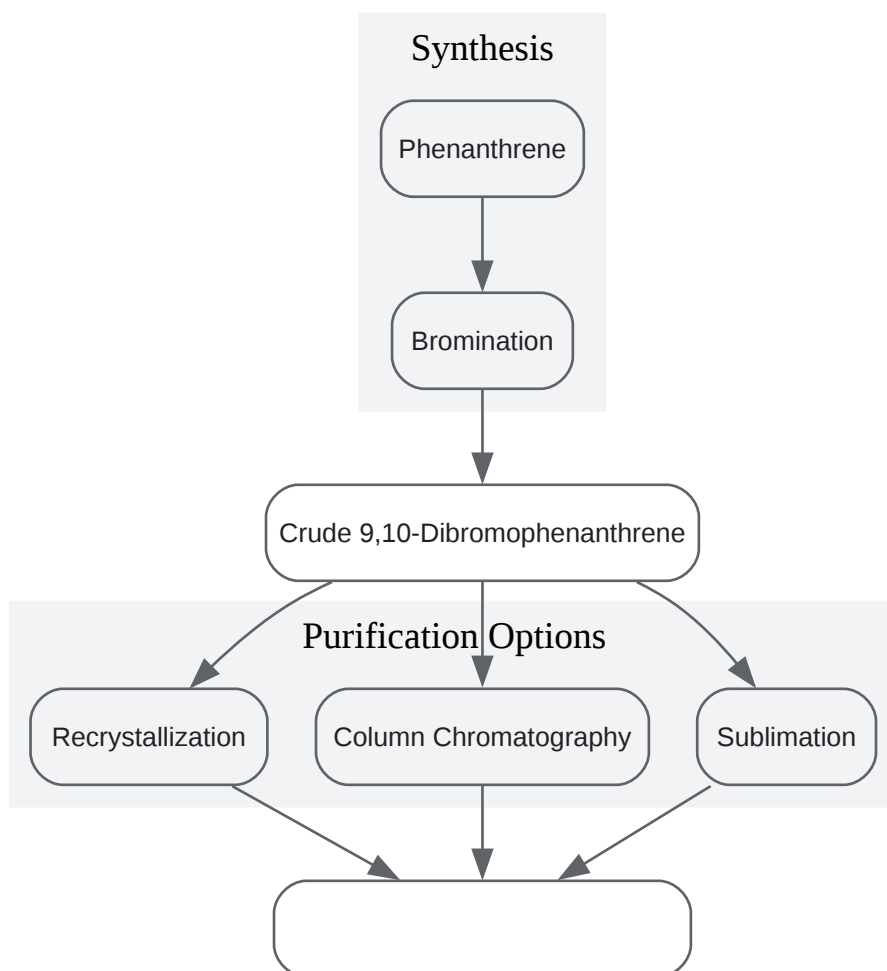 Synthesis
Phenanthrene
Bromination
Crude 9,10-Dibromophenanthrene
Purification Options
Recrystallization
Column Chromatography
Sublimation